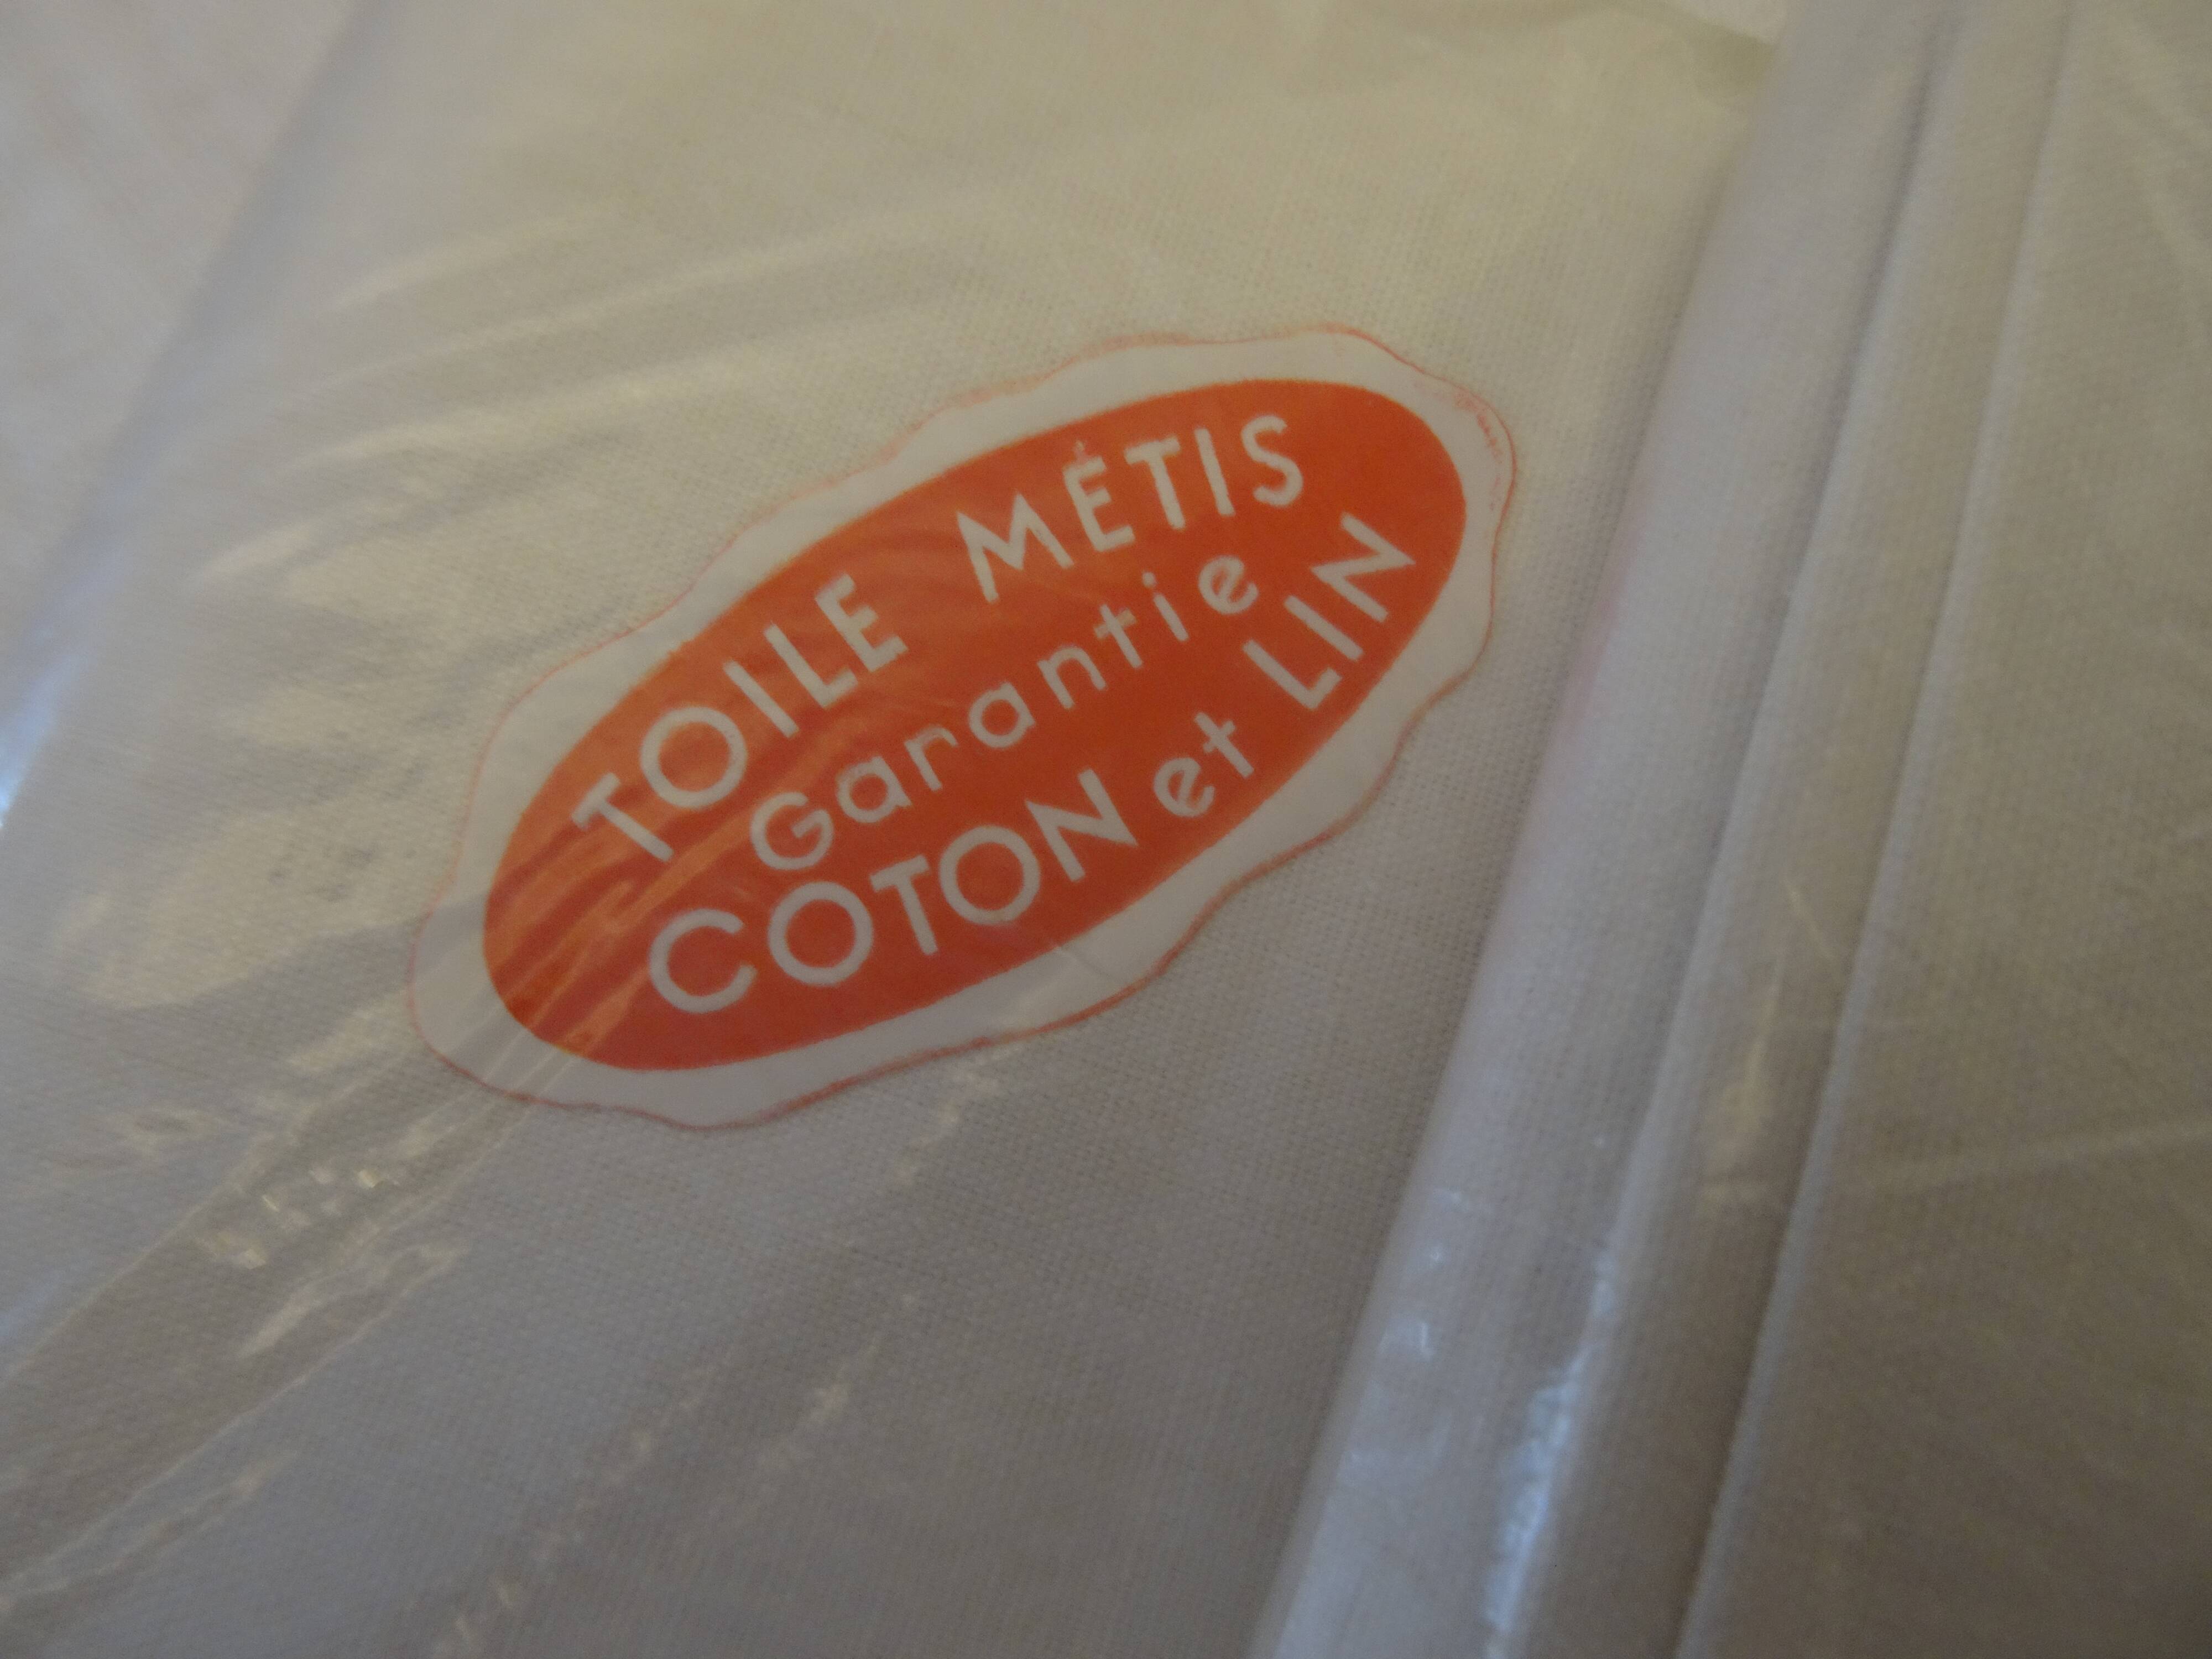 TOILE MÉTIS
Garantie
COTON et LIN